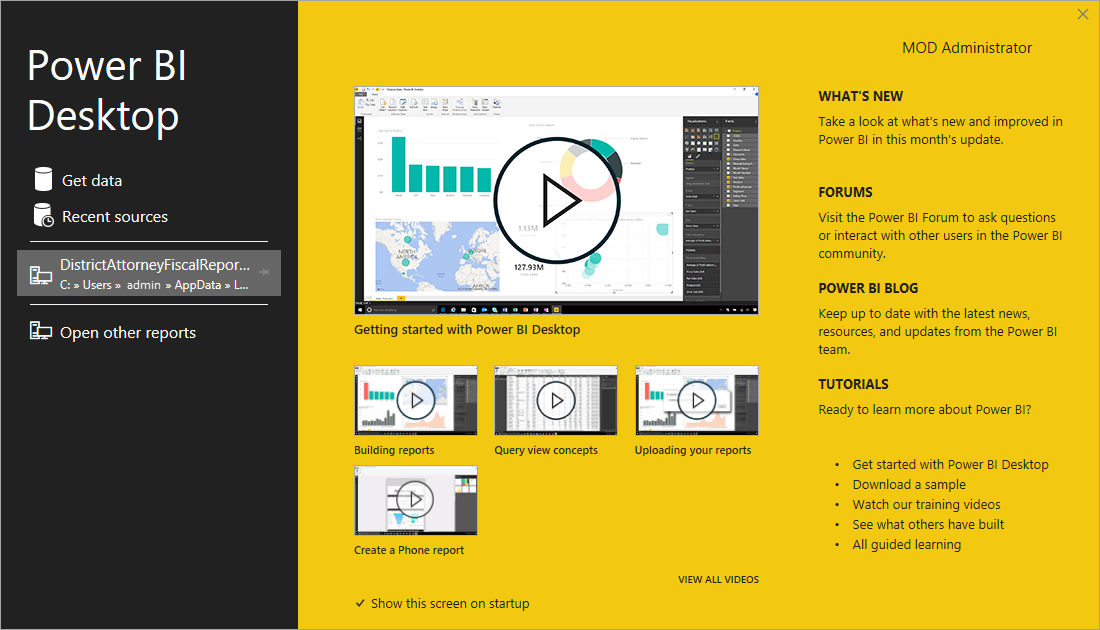 Power BI
Desktop
Get data
Recent sources
DistrictAttorneyFiscalRepor...
C: » Users » admin » AppData » L...
Open other reports
MOD Administrator
127.93M
Getting started with Power BI Desktop
Building reports
Query view concepts
Uploading your reports
Create a Phone report
VIEW ALL VIDEOS
Show this screen on startup
WHAT'S NEW
Take a look at what's new and improved in
Power BI in this month's update.
FORUMS
Visit the Power BI Forum to ask questions
or interact with other users in the Power BI
community.
POWER BI BLOG
Keep up to date with the latest news,
resources, and updates from the Power BI
team.
TUTORIALS
Ready to learn more about Power BI?
• Get started with Power BI Desktop
• Download a sample
• Watch our training videos
• See what others have built
• All guided learning